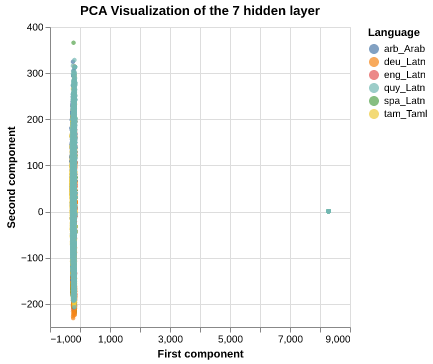 PCA Visualization of the 7 hidden layer
400
300
200
100
0
−100
−200
Second component
−1,000 1,000 3,000 5,000 7,000 9,000
First component
Language
arb_Arab
deu_Latn
eng_Latn
quy_Latn
spa_Latn
tam_Taml